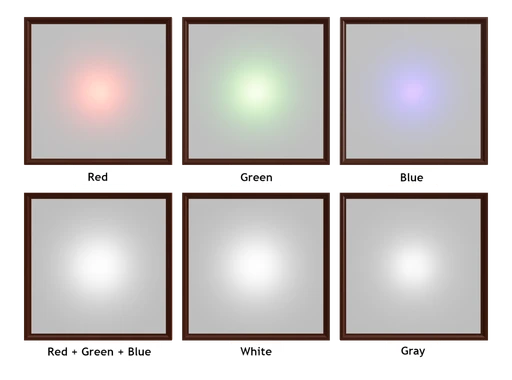 Red
Green
Blue
Red + Green + Blue
White
Gray